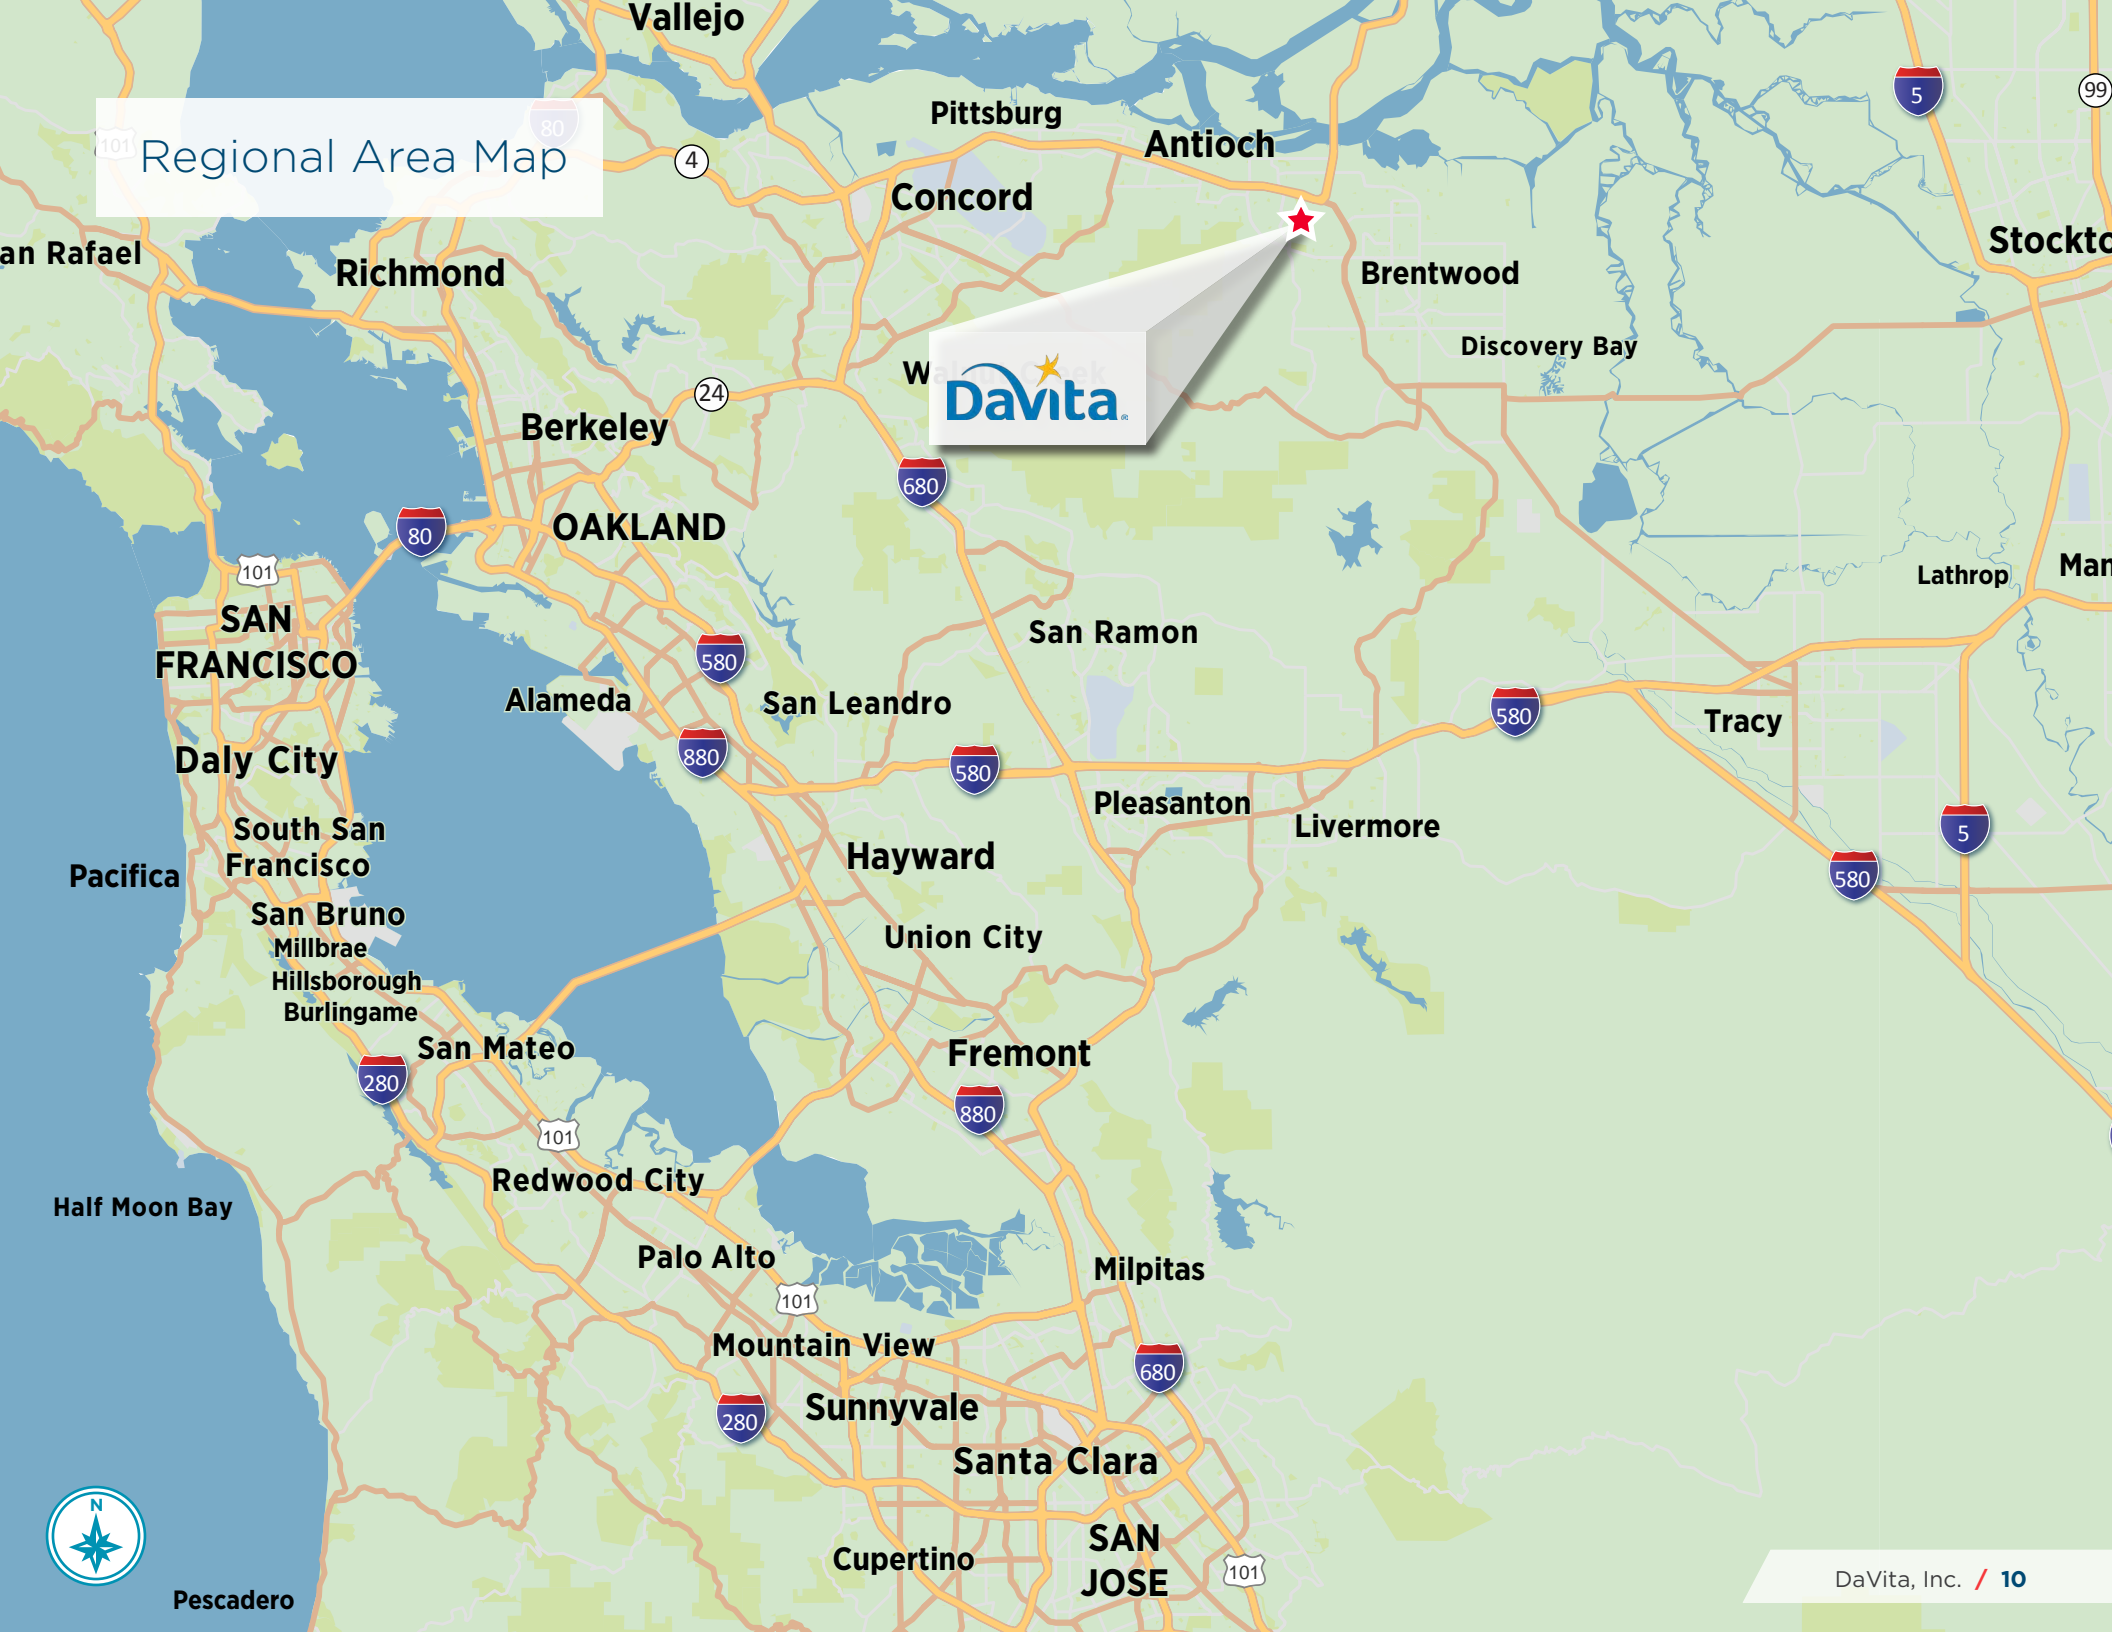 Vallejo
5
99
Pittsburg
80
101
Regional Area Map
Antioch
4
Concord
Stockto
an Rafael
Richmond
Brentwood
Discovery Bay
Walnut Creek
DaVita
24
Berkeley
680
80
OAKLAND
101
Lathrop
Man
SAN
FRANCISCO
San Ramon
580
Alameda
San Leandro
580
Tracy
880
Daly City
580
Pleasanton
Livermore
5
South San
Francisco
Hayward
Pacifica
580
San Bruno
Millbrae
Union City
Hillsborough
Burlingame
San Mateo
Fremont
280
880
101
Redwood City
Half Moon Bay
Palo Alto
Milpitas
101
Mountain View
680
Sunnyvale
280
Santa Clara
N
SAN
JOSE
Cupertino
101
Pescadero
DaVita, Inc. / 10